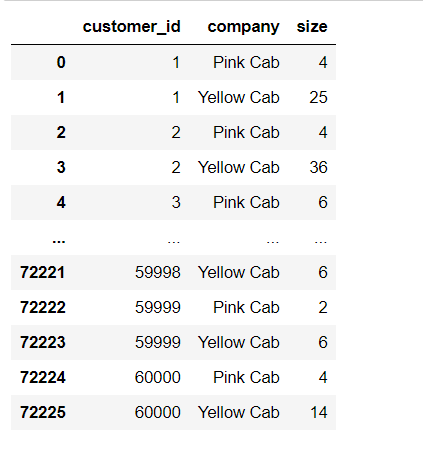 customer_id company size
0 1 Pink Cab 4
1 1 Yellow Cab 25
2 2 Pink Cab 4
3 2 Yellow Cab 36
4 3 Pink Cab 6
... ... ... ...
72221 59998 Yellow Cab 6
72222 59999 Pink Cab 2
72223 59999 Yellow Cab 6
72224 60000 Pink Cab 4
72225 60000 Yellow Cab 14